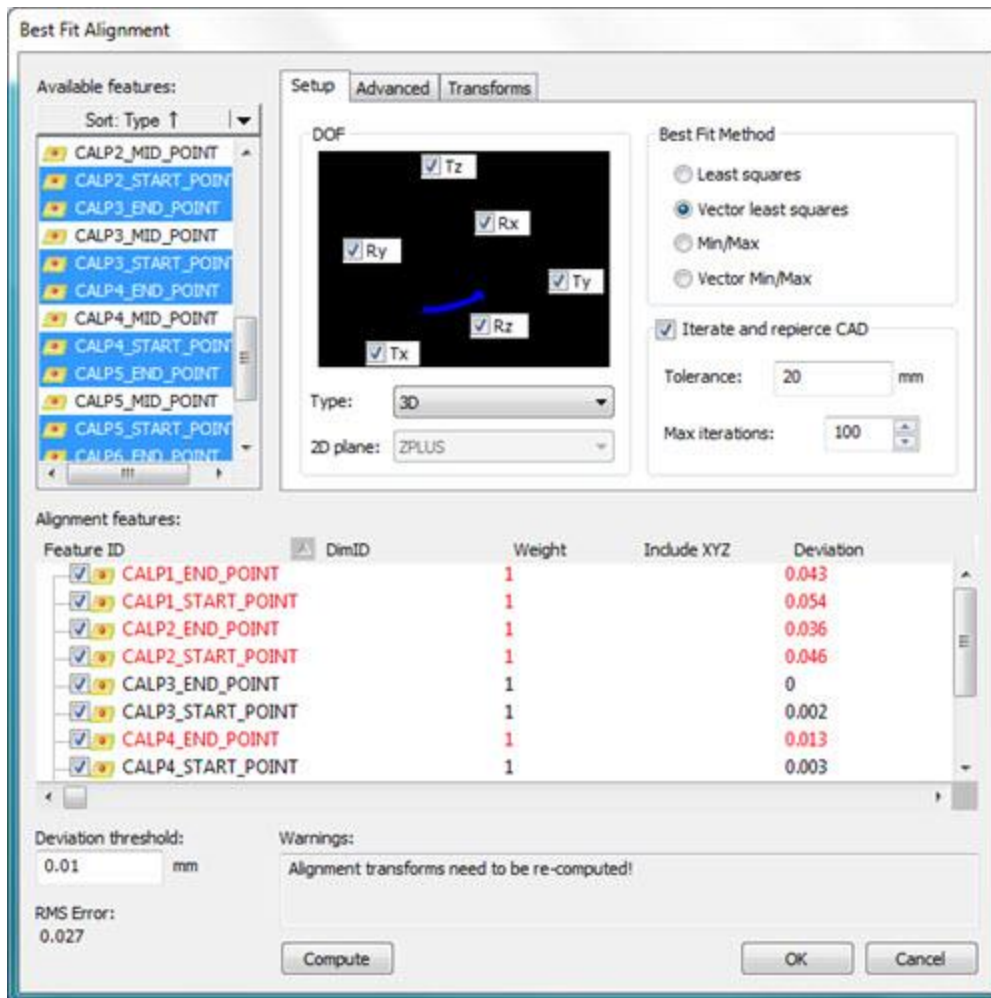 Best Fit Alignment
Available features:
Sort: Type ↑
CALP2_MID_POINT
CALP2_START_POIN
CALP3_END_POINT
CALP3_MID_POINT
CALP3_START_POIN
CALP4_END_POINT
CALP4_MID_POINT
CALP4_START_POIN
CALP5_END_POINT
CALP5_MID_POINT
CALP5_START_POIN
CALP6_END_POINT
Setup Advanced Transforms
DOF
Tz
Rx
Ry
Ty
Rz
Tx
Type: 3D
2D plane: ZPLUS
Best Fit Method
Least squares
Vector least squares
Min/Max
Vector Min/Max
Iterate and repierce CAD
Tolerance: 20 mm
Max iterations: 100
Alignment features:
Feature ID DimID Weight Include XYZ Deviation
CALP1_END_POINT 1 0.043
CALP1_START_POINT 1 0.054
CALP2_END_POINT 1 0.036
CALP2_START_POINT 1 0.046
CALP3_END_POINT 1 0
CALP3_START_POINT 1 0.002
CALP4_END_POINT 1 0.013
CALP4_START_POINT 1 0.003
Deviation threshold:
0.01 mm
RMS Error:
0.027
Warnings:
Alignment transforms need to be re-computed!
Compute OK Cancel